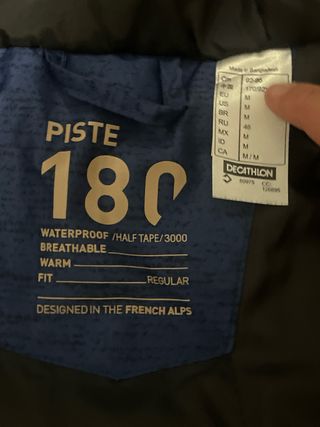 PISTE
180
WATERPROOF /HALF TAPE/3000
BREATHABLE
WARM
FIT REGULAR
DESIGNED IN THE FRENCH ALPS
Made in Bangladesh
EU M
US M
BR M
RU 48
MX M
ID M
CA M / M
DECATHLON